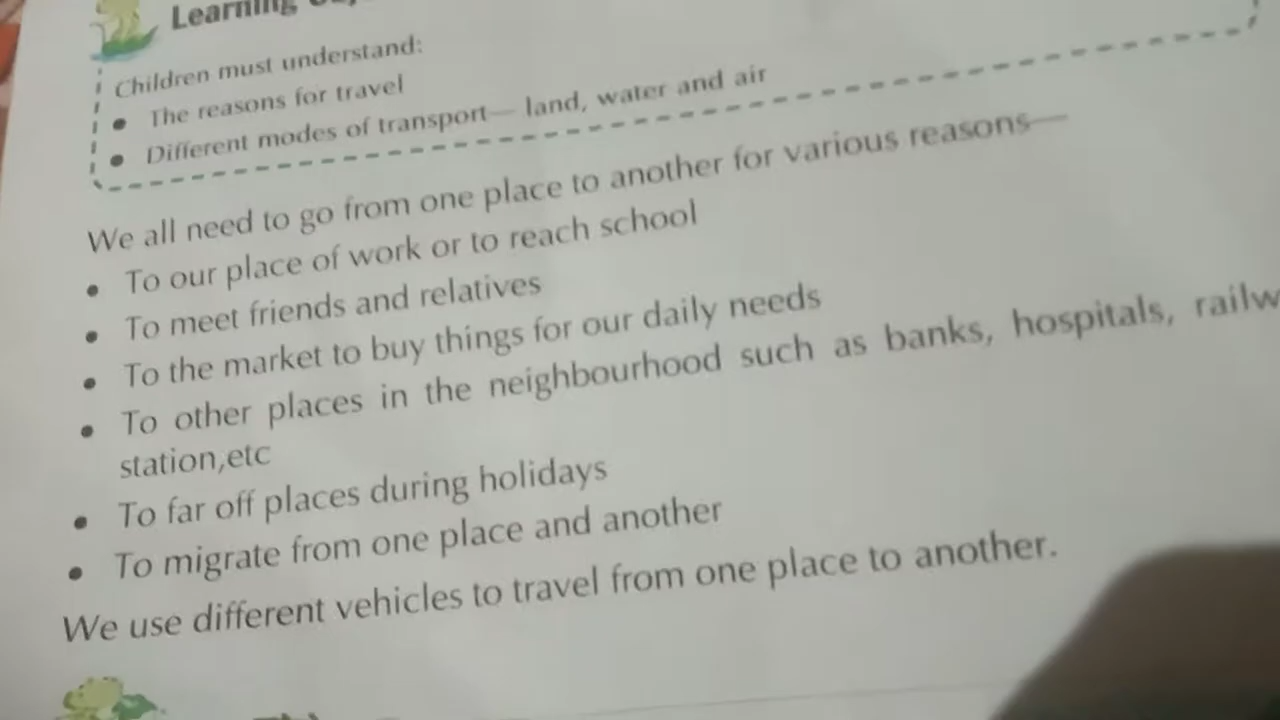 Learning
Children must understand:
• The reasons for travel
• Different modes of transport— land, water and air
We all need to go from one place to another for various reasons—
• To our place of work or to reach school
• To meet friends and relatives
• To the market to buy things for our daily needs
• To other places in the neighbourhood such as banks, hospitals,
station,etc
• To far off places during holidays
• To migrate from one place and another
We use different vehicles to travel from one place to another.